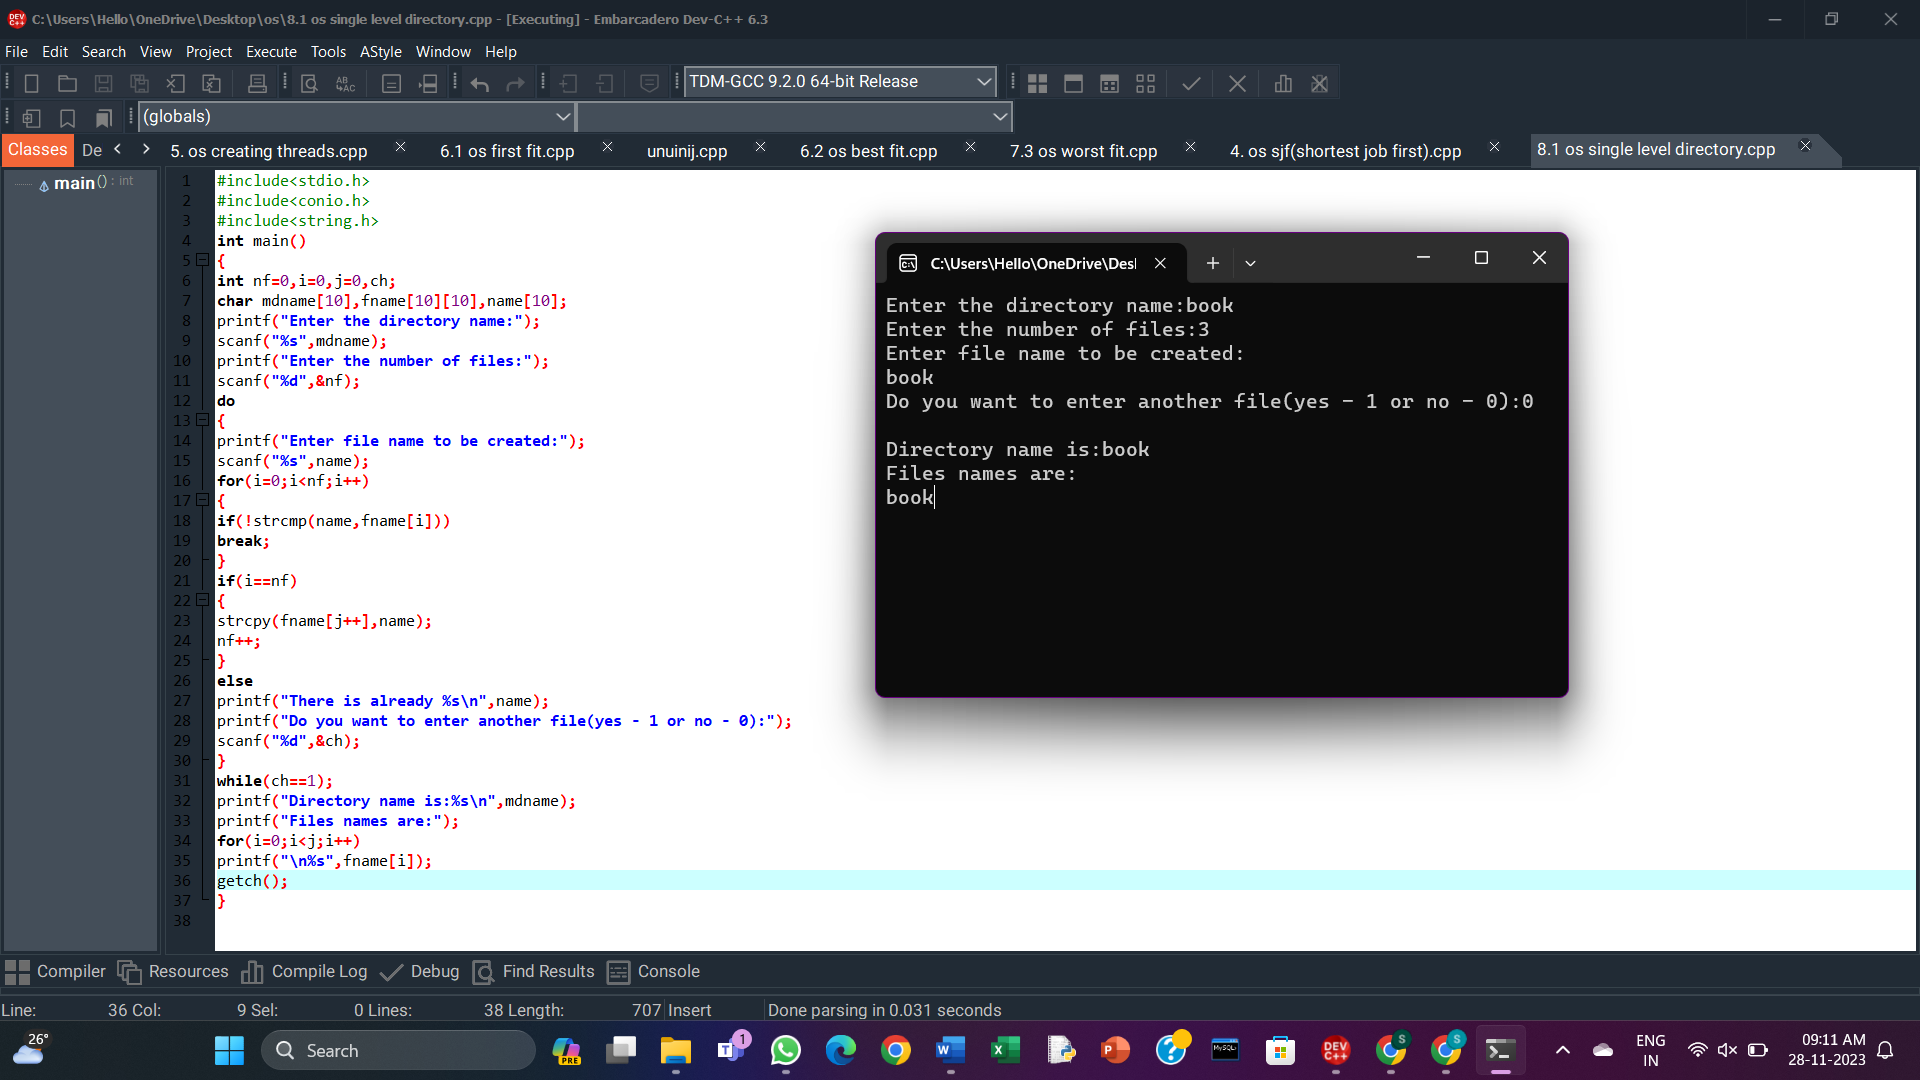 C:\Users\Hello\OneDrive\Desktop\os\8.1 os single level directory.cpp - [Executing] - Embarcadero Dev-C++ 6.3
File Edit Search View Project Execute Tools AStyle Window Help
TDM-GCC 9.2.0 64-bit Release
(globals)
Classes De 5. os creating threads.cpp 6.1 os first fit.cpp unuinij.cpp 6.2 os best fit.cpp 7.3 os worst fit.cpp 4. os sjf(shortest job first).cpp 8.1 os single level directory.cpp
main() : int
1 #include<stdio.h>
2 #include<conio.h>
3 #include<string.h>
4 int main()
5 {
6 int nf=0,i=0,j=0,ch;
7 char mdname[10],fname[10][10],name[10];
8 printf("Enter the directory name:");
9 scanf("%s",mdname);
10 printf("Enter the number of files:");
11 scanf("%d",&nf);
12 do
13 {
14 printf("Enter file name to be created:");
15 scanf("%s",name);
16 for(i=0;i<nf;i++)
17 {
18 if(!strcmp(name,fname[i]))
19 break;
20 }
21 if(i==nf)
22 {
23 strcpy(fname[j++],name);
24 nf++;
25 }
26 else
27 printf("There is already %s\n",name);
28 printf("Do you want to enter another file(yes - 1 or no - 0):");
29 scanf("%d",&ch);
30 }
31 while(ch==1);
32 printf("Directory name is:%s\n",mdname);
33 printf("Files names are:");
34 for(i=0;i<j;i++)
35 printf("\n%s",fname[i]);
36 getch();
37 }
38
C:\Users\Hello\OneDrive\Des
Enter the directory name:book
Enter the number of files:3
Enter file name to be created:
book
Do you want to enter another file(yes - 1 or no - 0):0
Directory name is:book
Files names are:
book
Compiler Resources Compile Log Debug Find Results Console
Line: 36 Col: 9 Sel: 0 Lines: 38 Length: 707 Insert Done parsing in 0.031 seconds
26°
Search
PRE
1
DEV C++
MySQL
S
S
ENG
IN
09:11 AM
28-11-2023